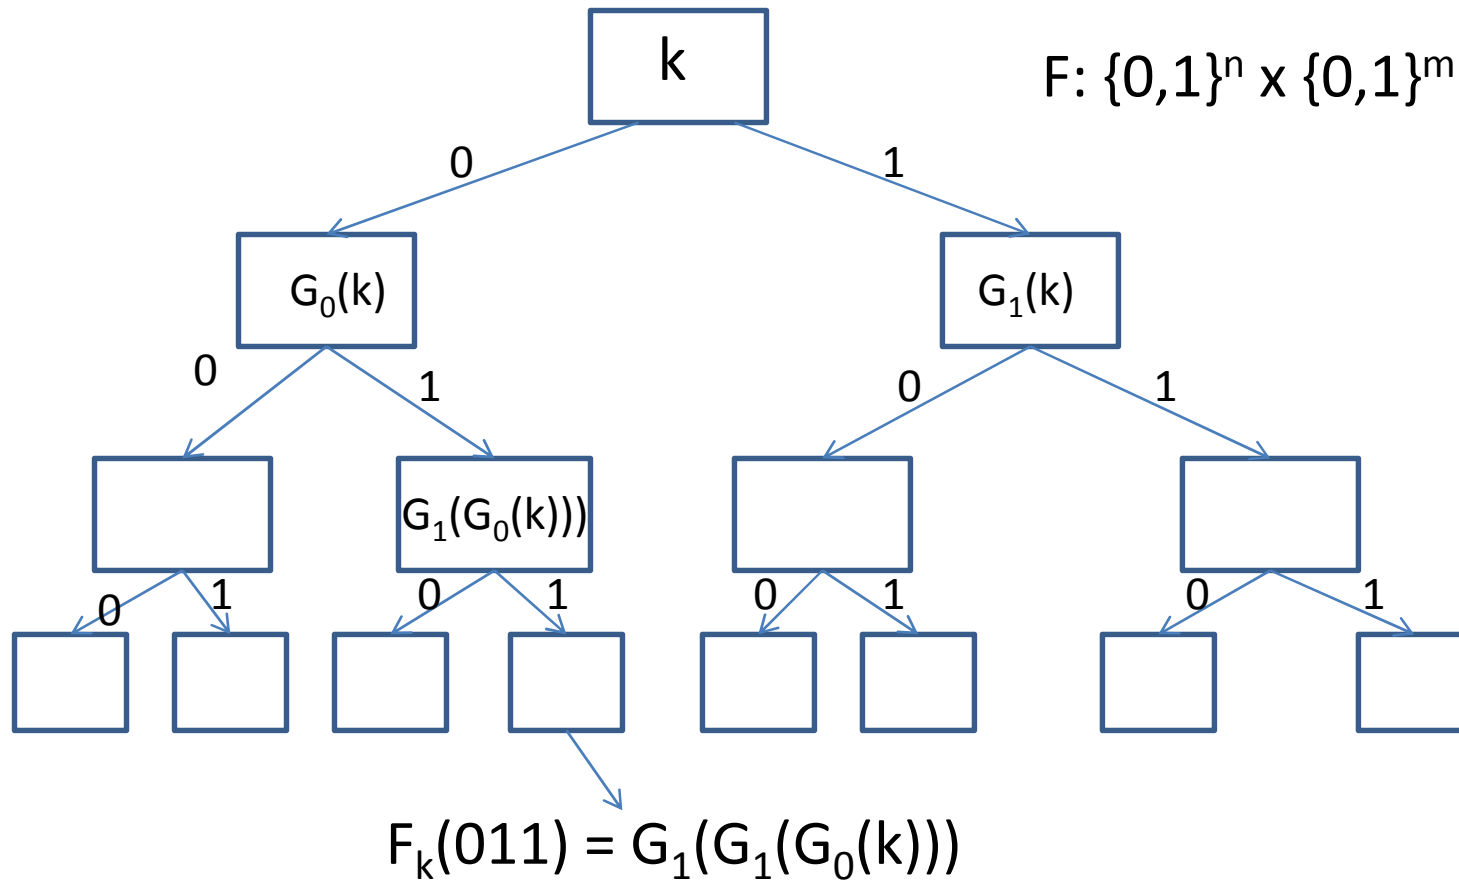 k
F: {0,1}ⁿ x {0,1}ᵐ
0 1
G₀(k) G₁(k)
0 1 0 1
G₁(G₀(k)))
0 1 0 1 0 1 0 1
Fₖ(011) = G₁(G₁(G₀(k)))